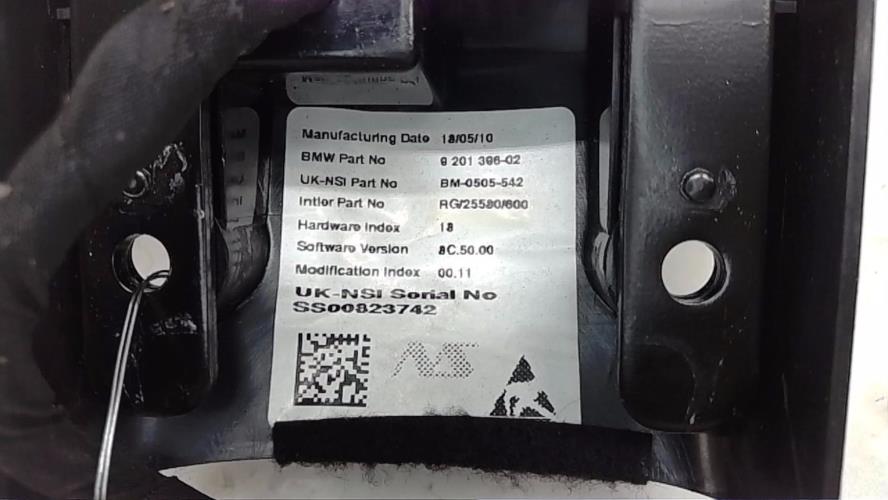 Manufacturing Date 18/05/10
BMW Part No 9 201 396-02
UK-NSI Part No BM-0505-542
Intier Part No RG/25580/600
Hardware Index 18
Software Version 8C.50.00
Modification Index 00.11
UK-NSI Serial No
SS00823742